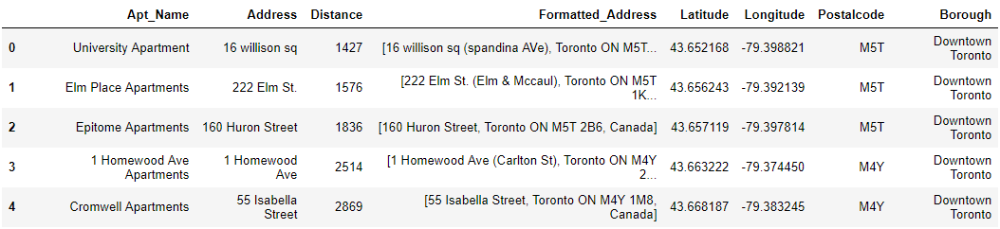 Apt_Name Address Distance Formatted_Address Latitude Longitude Postalcode Borough
0 University Apartment 16 willison sq 1427 [16 willison sq (spandina AVe), Toronto ON M5T... 43.652168 -79.398821 M5T Downtown
Toronto
1 Elm Place Apartments 222 Elm St. 1576 [222 Elm St. (Elm & Mccaul), Toronto ON M5T
1K... 43.656243 -79.392139 M5T Downtown
Toronto
2 Epitome Apartments 160 Huron Street 1836 [160 Huron Street, Toronto ON M5T 2B6, Canada] 43.657119 -79.397814 M5T Downtown
Toronto
3 1 Homewood Ave
Apartments 1 Homewood
Ave 2514 [1 Homewood Ave (Carlton St), Toronto ON M4Y
2... 43.663222 -79.374450 M4Y Downtown
Toronto
4 Cromwell Apartments 55 Isabella
Street 2869 [55 Isabella Street, Toronto ON M4Y 1M8,
Canada] 43.668187 -79.383245 M4Y Downtown
Toronto